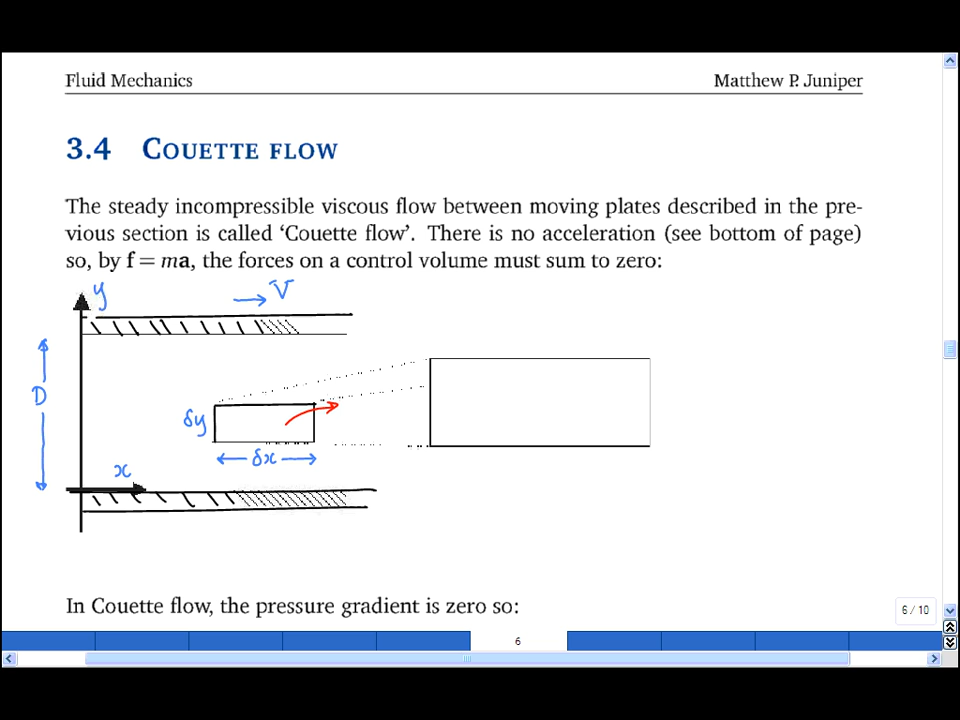 Fluid Mechanics
Matthew P. Juniper
3.4 COUETTE FLOW
The steady incompressible viscous flow between moving plates described in the pre-
vious section is called ‘Couette flow’. There is no acceleration (see bottom of page)
so, by f = ma, the forces on a control volume must sum to zero:
y
V
D
δy
δx
x
In Couette flow, the pressure gradient is zero so:
6 / 10
6